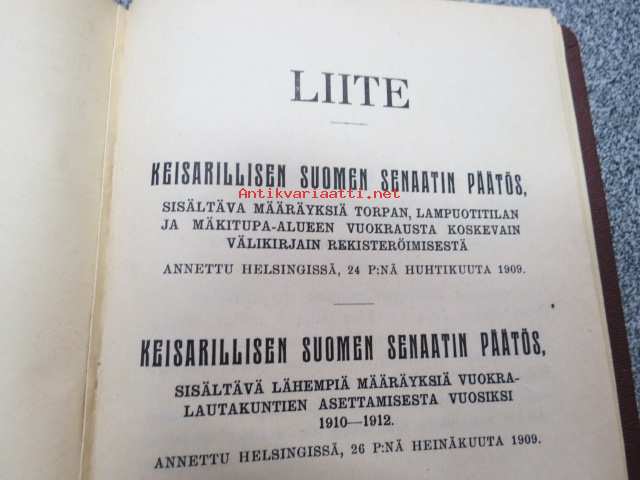 LIITE
KEISARILLISEN SUOMEN SENAATIN PÄÄTÖS,
Antikvariaatti.net
SISÄLTÄVA MÄÄRÄYKSIÄ TORPAN, LAMPUOTITILAN
JA MÄKITUPA-ALUEEN VUOKRAUSTA KOSKEVAIN
VÄLIKIRJAIN REKISTERÖIMISESTÄ
ANNETTU HELSINGISSÄ, 24 P:NÄ HUHTIKUUTA 1909.
KEISARILLISEN SUOMEN SENAATIN PÄÄTÖS,
SISÄLTÄVÄ LÄHEMPIÄ MÄÄRÄYKSIÄ VUOKRA-
LAUTAKUNTIEN ASETTAMISESTA VUOSIKSI
1910—1912.
ANNETTU HELSINGISSÄ, 26 P:NÄ HEINÄKUUTA 1909.